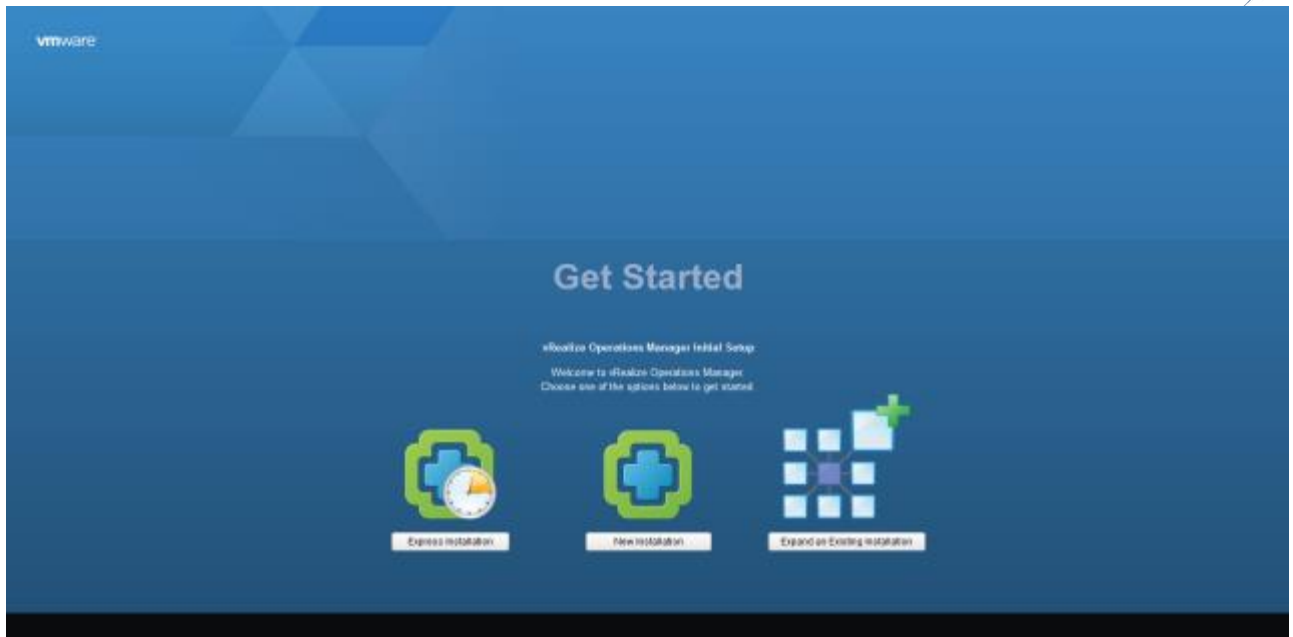 vmware
Get Started
vRealize Operations Manager Initial Setup
Welcome to vRealize Operations Manager.
Choose one of the options below to get started
Express Installation
New Installation
Expand an Existing Installation